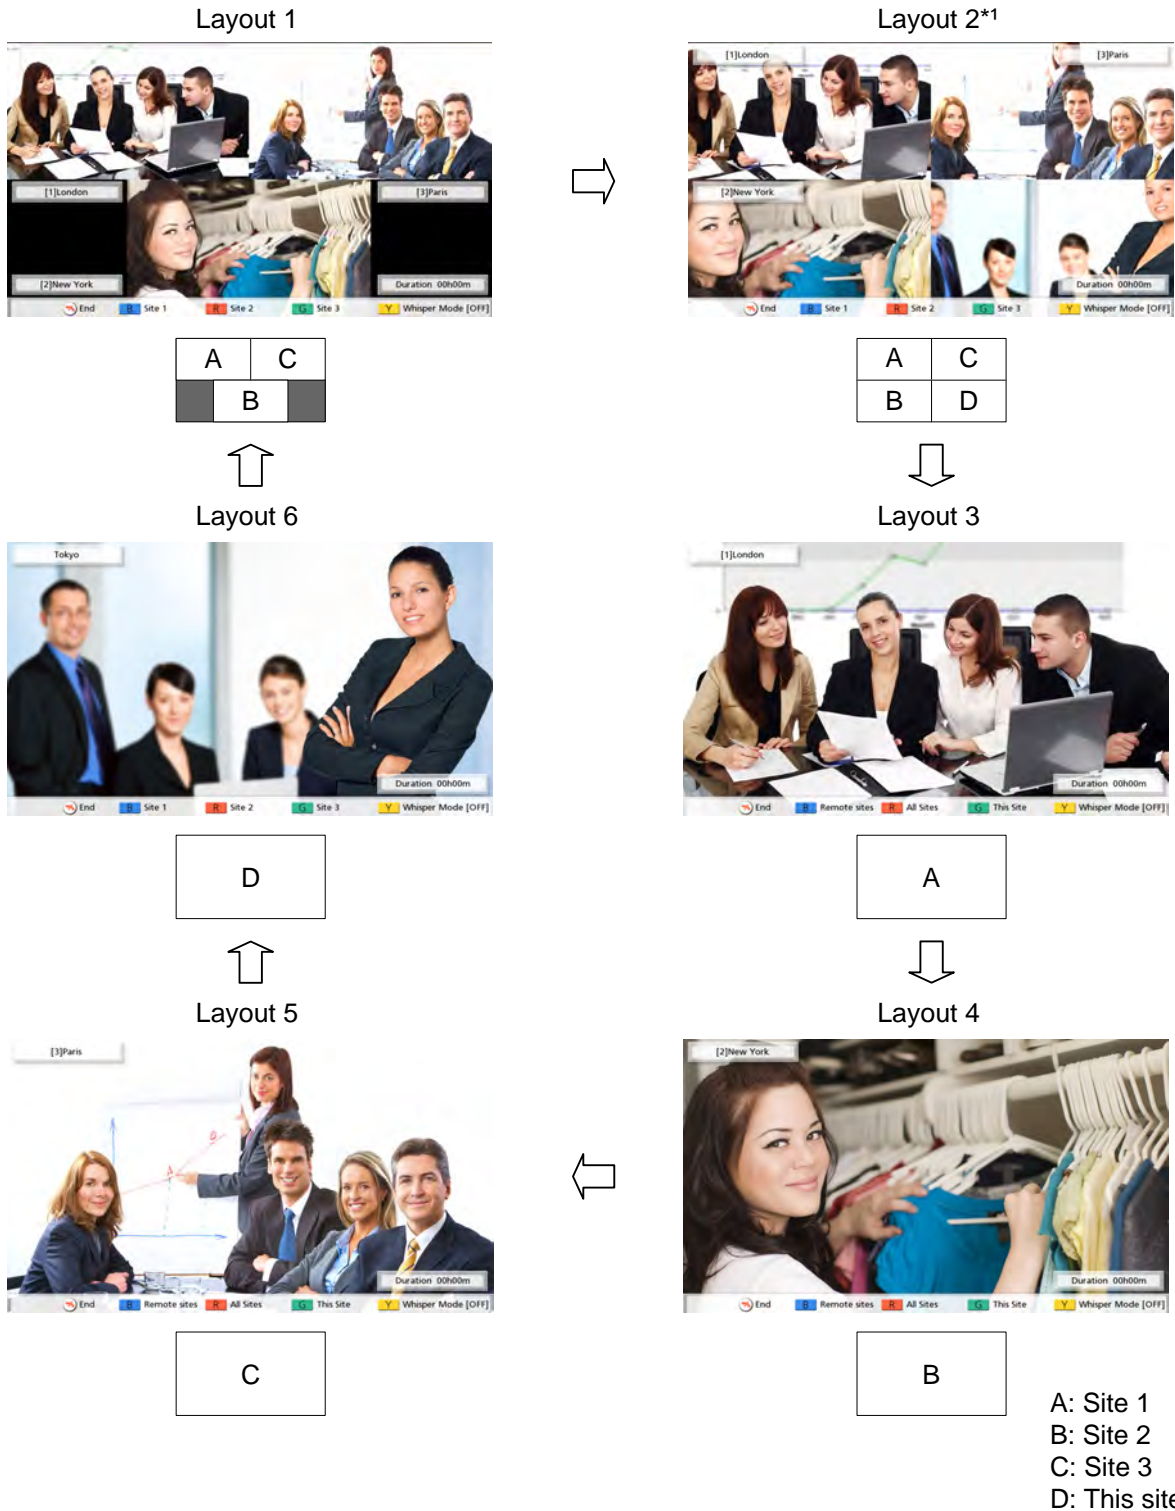 Layout 1
Layout 2*¹
[1]London
[3]Paris
[2]New York
Duration 00h00m
End B Site 1 R Site 2 G Site 3 Y Whisper Mode [OFF]
[1]London
[3]Paris
[2]New York
Duration 00h00m
End B Site 1 R Site 2 G Site 3 Y Whisper Mode [OFF]
A C
B
A C
B D
Layout 6
Layout 3
Tokyo
Duration 00h00m
End B Site 1 R Site 2 G Site 3 Y Whisper Mode [OFF]
[1]London
Duration 00h00m
End B Remote sites R All Sites G This Site Y Whisper Mode [OFF]
D
A
Layout 5
Layout 4
[3]Paris
Duration 00h00m
End B Remote sites R All Sites G This Site Y Whisper Mode [OFF]
[2]New York
Duration 00h00m
End B Remote sites R All Sites G This Site Y Whisper Mode [OFF]
C
B
A: Site 1
B: Site 2
C: Site 3
D: This site